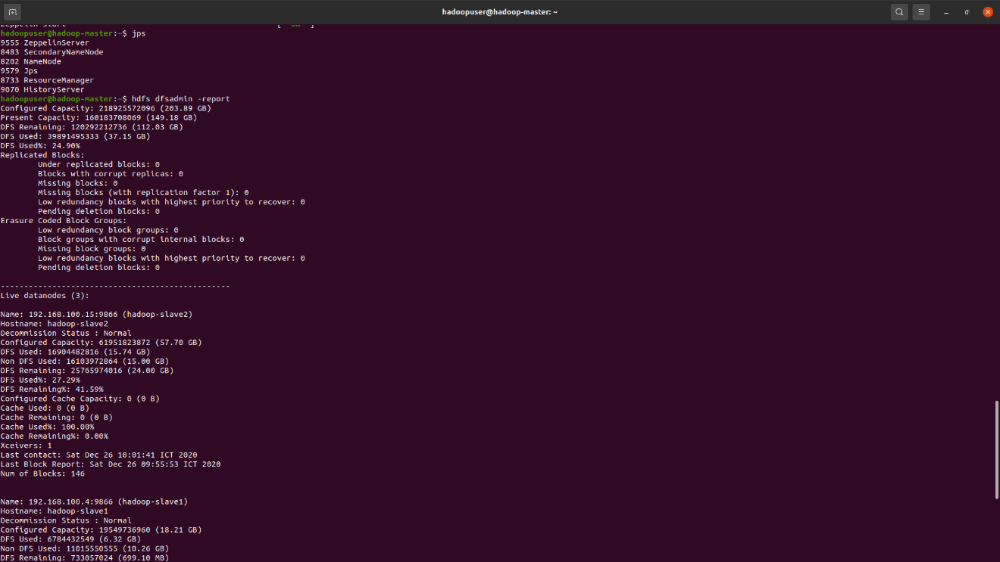 hadoopuser@hadoop-master: ~
Zeppelin start [ OK ]
hadoopuser@hadoop-master:~$ jps
9555 ZeppelinServer
8483 SecondaryNameNode
8202 NameNode
9579 Jps
8733 ResourceManager
9070 HistoryServer
hadoopuser@hadoop-master:~$ hdfs dfsadmin -report
Configured Capacity: 218925572096 (203.89 GB)
Present Capacity: 160183708069 (149.18 GB)
DFS Remaining: 120292212736 (112.03 GB)
DFS Used: 39891495333 (37.15 GB)
DFS Used%: 24.90%
Replicated Blocks:
Under replicated blocks: 0
Blocks with corrupt replicas: 0
Missing blocks: 0
Missing blocks (with replication factor 1): 0
Low redundancy blocks with highest priority to recover: 0
Pending deletion blocks: 0
Erasure Coded Block Groups:
Low redundancy block groups: 0
Block groups with corrupt internal blocks: 0
Missing block groups: 0
Low redundancy blocks with highest priority to recover: 0
Pending deletion blocks: 0
-------------------------------------------------
Live datanodes (3):
Name: 192.168.100.15:9866 (hadoop-slave2)
Hostname: hadoop-slave2
Decommission Status : Normal
Configured Capacity: 61951823872 (57.70 GB)
DFS Used: 16904482816 (15.74 GB)
Non DFS Used: 16103972864 (15.00 GB)
DFS Remaining: 25765974016 (24.00 GB)
DFS Used%: 27.29%
DFS Remaining%: 41.59%
Configured Cache Capacity: 0 (0 B)
Cache Used: 0 (0 B)
Cache Remaining: 0 (0 B)
Cache Used%: 100.00%
Cache Remaining%: 0.00%
Xceivers: 1
Last contact: Sat Dec 26 10:01:41 ICT 2020
Last Block Report: Sat Dec 26 09:55:53 ICT 2020
Num of Blocks: 146
Name: 192.168.100.4:9866 (hadoop-slave1)
Hostname: hadoop-slave1
Decommission Status : Normal
Configured Capacity: 19549736960 (18.21 GB)
DFS Used: 6784432549 (6.32 GB)
Non DFS Used: 11015550555 (10.26 GB)
DFS Remaining: 733057024 (699.10 MB)